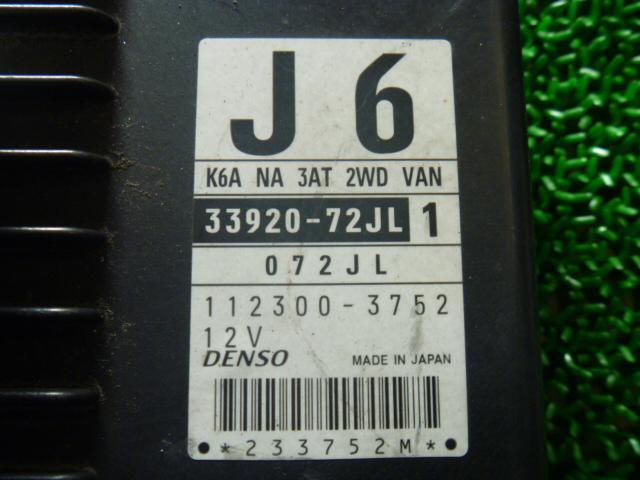 J 6
K6A NA 3AT 2WD VAN
33920-72JL 1
072JL
112300-3752
12V
DENSO MADE IN JAPAN
*233752M*